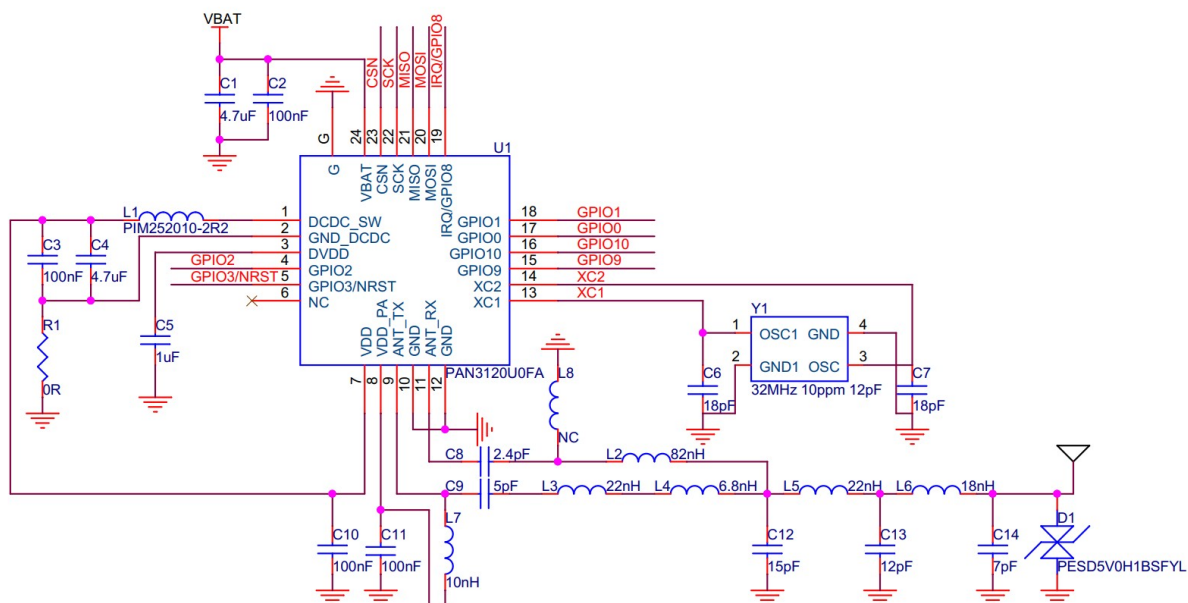 VBAT
CSN
SCK
MISO
MOSI
IRQ/GPIO8
C1
4.7uF
C2
100nF
G
24
23
22
21
20
19
U1
G
VBAT
CSN
SCK
MISO
MOSI
IRQ/GPIO8
L1
PIM252010-2R2
1
DCDC_SW
2
GND_DCDC
3
DVDD
GPIO2
4
GPIO2
GPIO3/NRST
5
GPIO3/NRST
6
NC
GPIO1
18
GPIO1
GPIO0
17
GPIO0
GPIO10
16
GPIO10
GPIO9
15
GPIO9
XC2
14
XC2
XC1
13
XC1
C3
100nF
C4
4.7uF
R1
0R
C5
1uF
VDD
VDD_PA
ANT_TX
GND
ANT_RX
GND
PAN3120U0FA
7
8
9
10
11
12
Y1
1
OSC1
GND
4
2
GND1
OSC
3
32MHz 10ppm 12pF
C6
18pF
C7
18pF
L8
NC
C8
2.4pF
L2
82nH
C9
5pF
L3
22nH
L4
6.8nH
L5
22nH
L6
18nH
L7
10nH
C10
100nF
C11
100nF
C12
15pF
C13
12pF
C14
7pF
D1
PESD5V0H1BSFYL